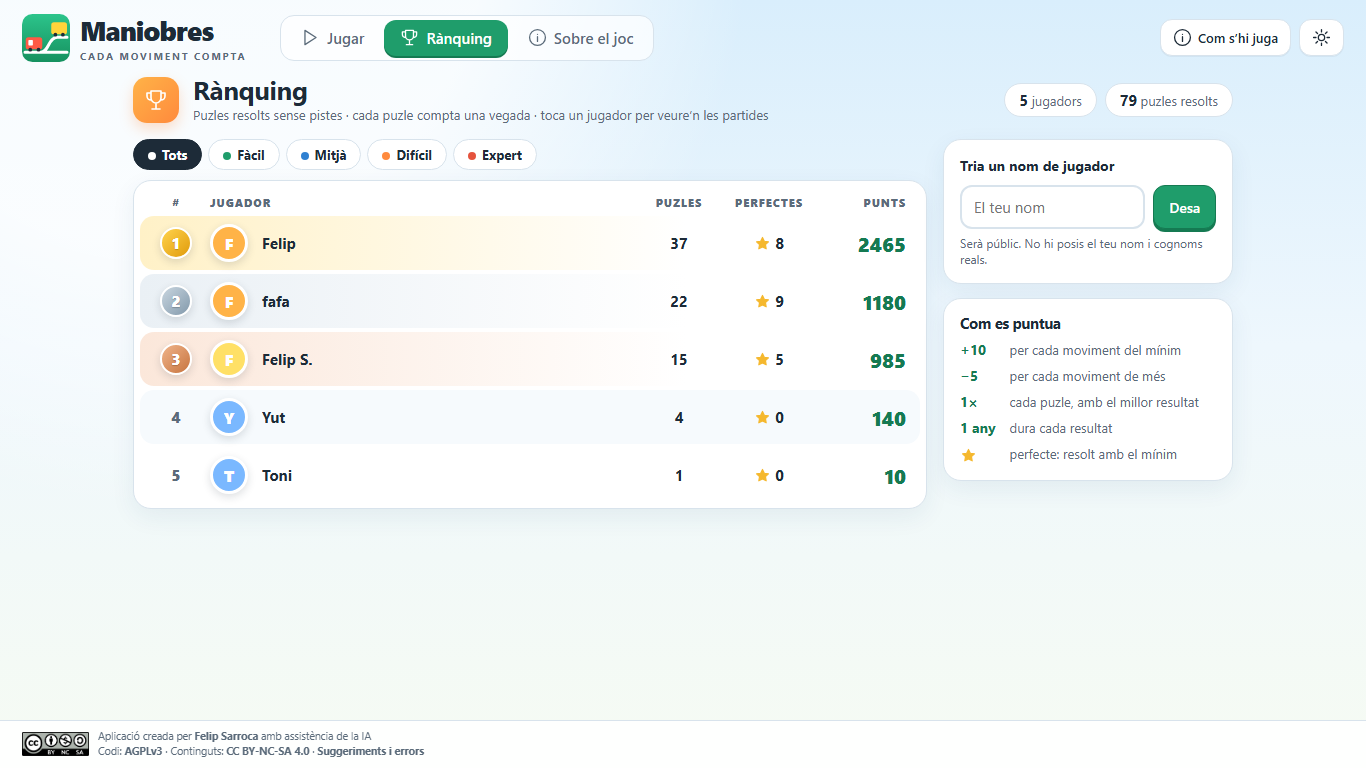 Maniobres
CADA MOVIMENT COMPTA
Jugar
Rànquing
Sobre el joc
Com s’hi juga
Rànquing
Puzles resolts sense pistes · cada puzle compta una vegada · toca un jugador per veure’n les partides
5 jugadors
79 puzles resolts
Tots
Fàcil
Mitjà
Difícil
Expert
# JUGADOR PUZLES PERFECTES PUNTS
1 F Felip 37 8 2465
2 F fafa 22 9 1180
3 F Felip S. 15 5 985
4 Y Yut 4 0 140
5 T Toni 1 0 10
Tria un nom de jugador
El teu nom
Desa
Serà públic. No hi posis el teu nom i cognoms
reals.
Com es puntua
+10 per cada moviment del mínim
−5 per cada moviment de més
1× cada puzle, amb el millor resultat
1 any dura cada resultat
perfecte: resolt amb el mínim
cc BY NC SA
Aplicació creada per Felip Sarroca amb assistència de la IA
Codi: AGPLv3 · Continguts: CC BY-NC-SA 4.0 · Suggeriments i errors